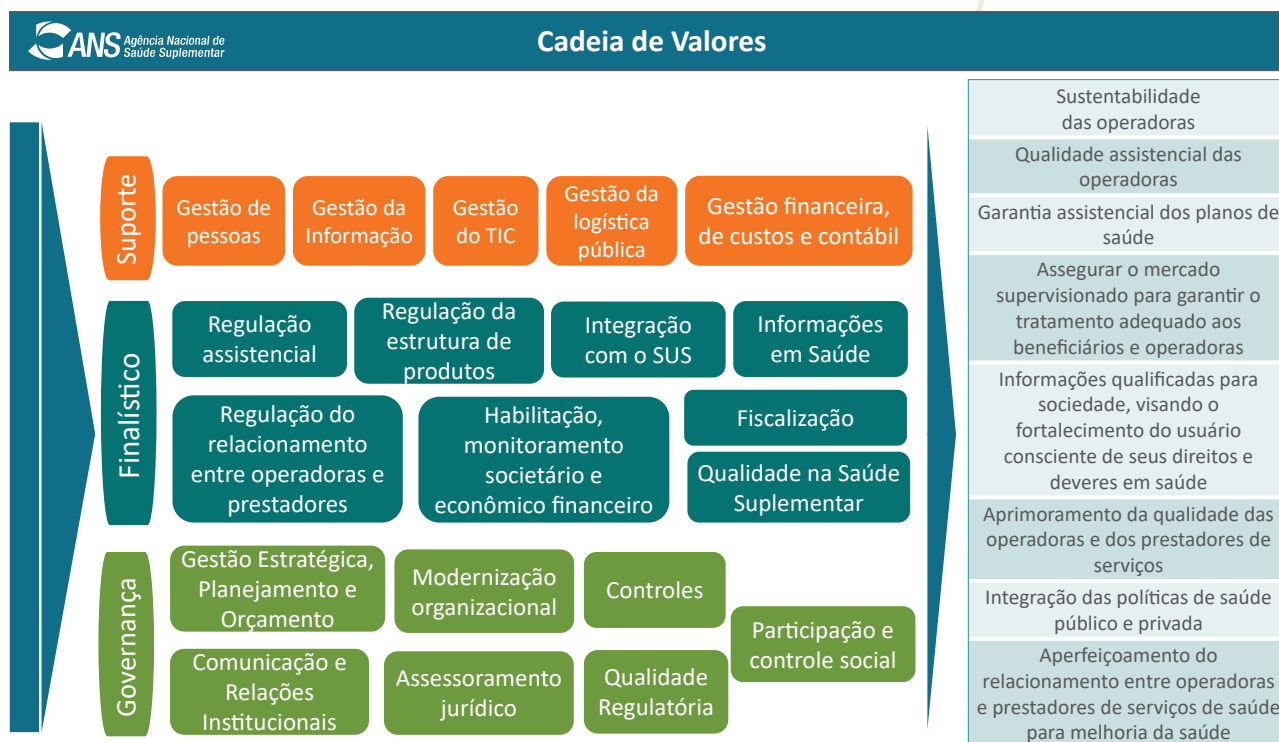 ANS Agência Nacional de
Saúde Suplementar
Cadeia de Valores
Suporte
Gestão de
pessoas
Gestão da
Informação
Gestão
do TIC
Gestão da
logística
pública
Gestão financeira,
de custos e contábil
Finalístico
Regulação
assistencial
Regulação da
estrutura de
produtos
Integração
com o SUS
Informações
em Saúde
Regulação do
relacionamento
entre operadoras e
prestadores
Habilitação,
monitoramento
societário e
econômico financeiro
Fiscalização
Qualidade na Saúde
Suplementar
Governança
Gestão Estratégica,
Planejamento e
Orçamento
Modernização
organizacional
Controles
Participação e
controle social
Comunicação e
Relações
Institucionais
Assessoramento
jurídico
Qualidade
Regulatória
Sustentabilidade
das operadoras
Qualidade assistencial das
operadoras
Garantia assistencial dos planos de
saúde
Assegurar o mercado
supervisionado para garantir o
tratamento adequado aos
beneficiários e operadoras
Informações qualificadas para
sociedade, visando o
fortalecimento do usuário
consciente de seus direitos e
deveres em saúde
Aprimoramento da qualidade das
operadoras e dos prestadores de
serviços
Integração das políticas de saúde
público e privada
Aperfeiçoamento do
relacionamento entre operadoras
e prestadores de serviços de saúde
para melhoria da saúde